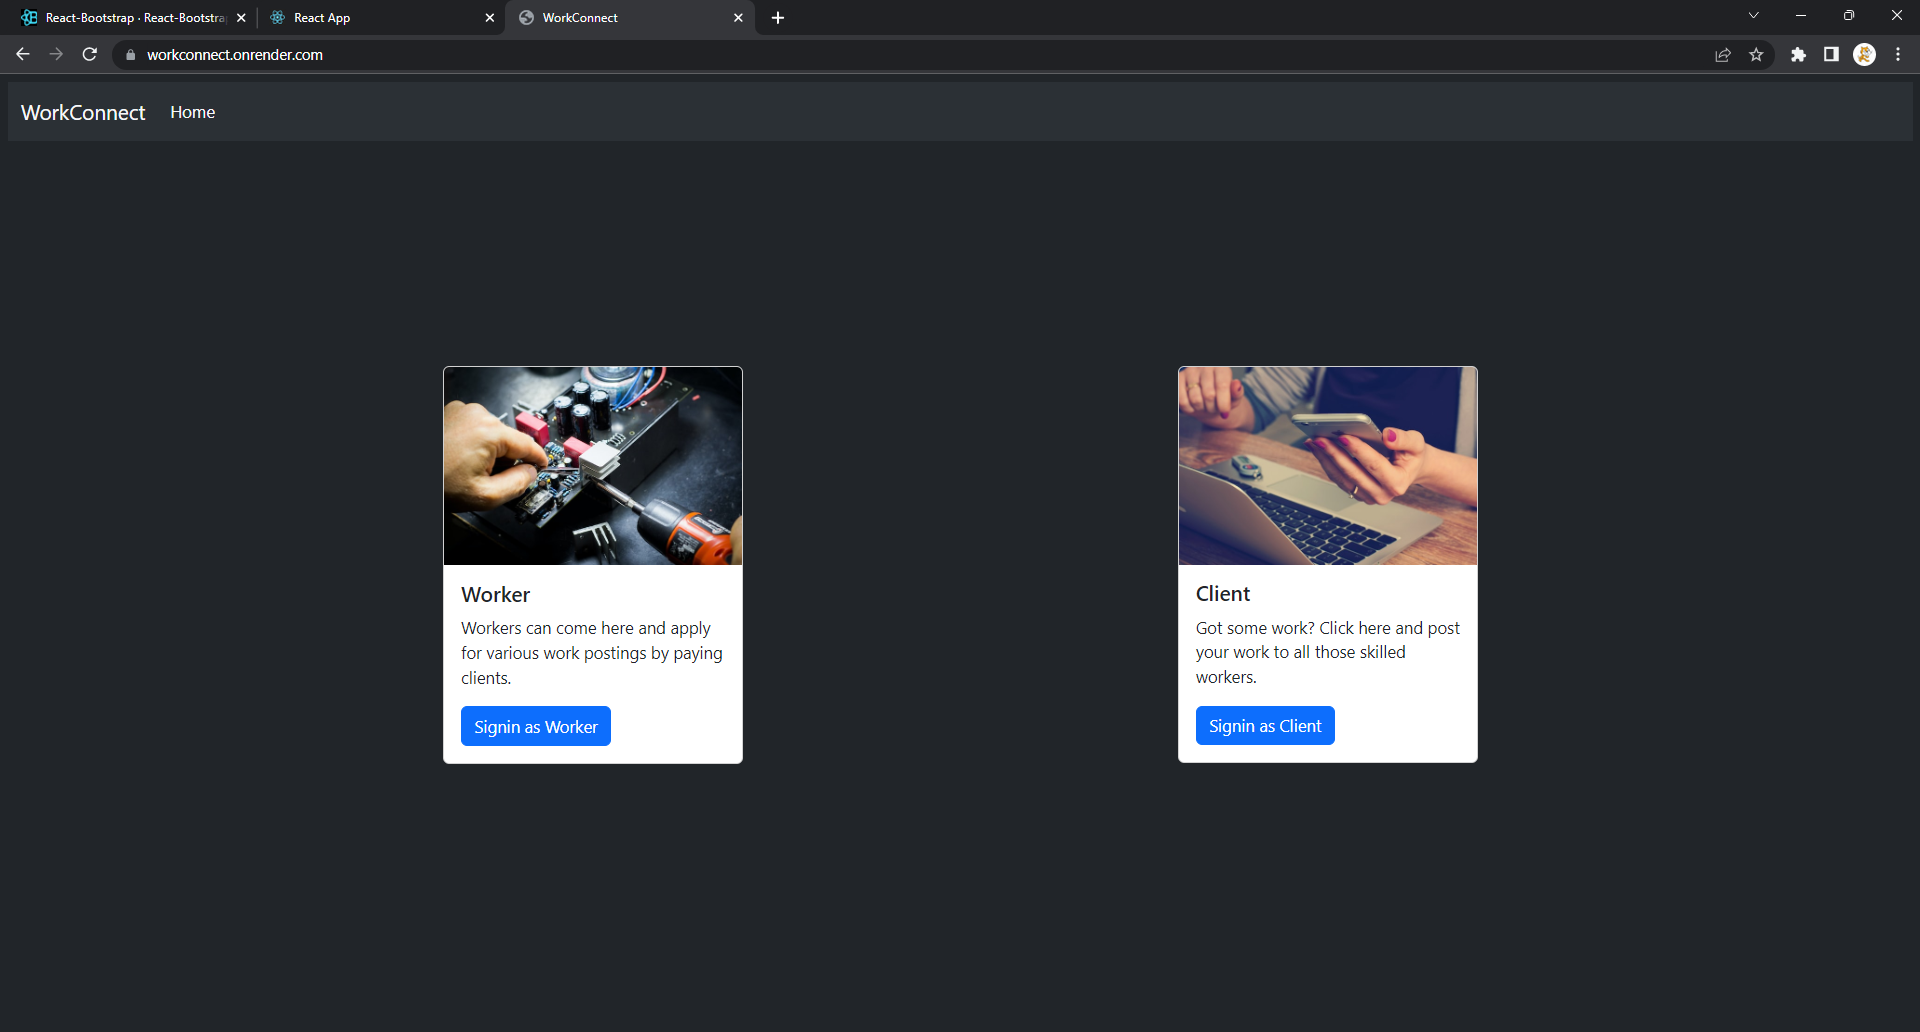 React-Bootstrap · React-Bootstra
React App
WorkConnect
workconnect.onrender.com
WorkConnect
Home
Worker
Workers can come here and apply
for various work postings by paying
clients.
Signin as Worker
Client
Got some work? Click here and post
your work to all those skilled
workers.
Signin as Client